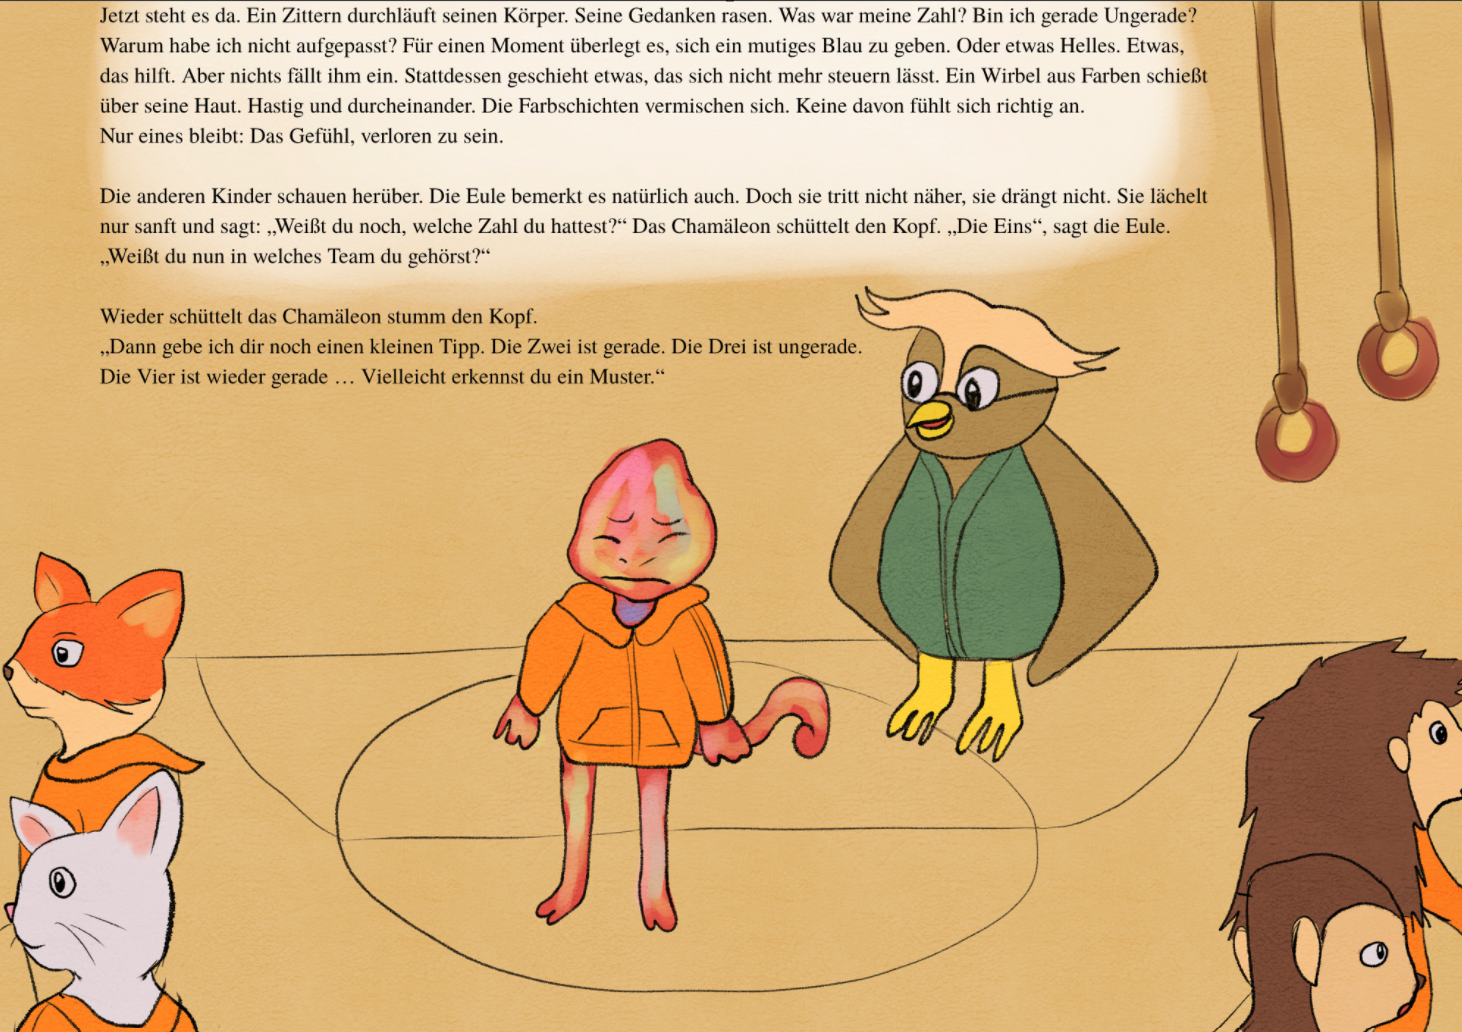 Jetzt steht es da. Ein Zittern durchläuft seinen Körper. Seine Gedanken rasen. Was war meine Zahl? Bin ich gerade Ungerade?
Warum habe ich nicht aufgepasst? Für einen Moment überlegt es, sich ein mutiges Blau zu geben. Oder etwas Helles. Etwas,
das hilft. Aber nichts fällt ihm ein. Stattdessen geschieht etwas, das sich nicht mehr steuern lässt. Ein Wirbel aus Farben schießt
über seine Haut. Hastig und durcheinander. Die Farbschichten vermischen sich. Keine davon fühlt sich richtig an.
Nur eines bleibt: Das Gefühl, verloren zu sein.
Die anderen Kinder schauen herüber. Die Eule bemerkt es natürlich auch. Doch sie tritt nicht näher, sie drängt nicht. Sie lächelt
nur sanft und sagt: „Weißt du noch, welche Zahl du hattest?“ Das Chamäleon schüttelt den Kopf. „Die Eins“, sagt die Eule.
„Weißt du nun in welches Team du gehörst?“
Wieder schüttelt das Chamäleon stumm den Kopf.
„Dann gebe ich dir noch einen kleinen Tipp. Die Zwei ist gerade. Die Drei ist ungerade.
Die Vier ist wieder gerade … Vielleicht erkennst du ein Muster.“